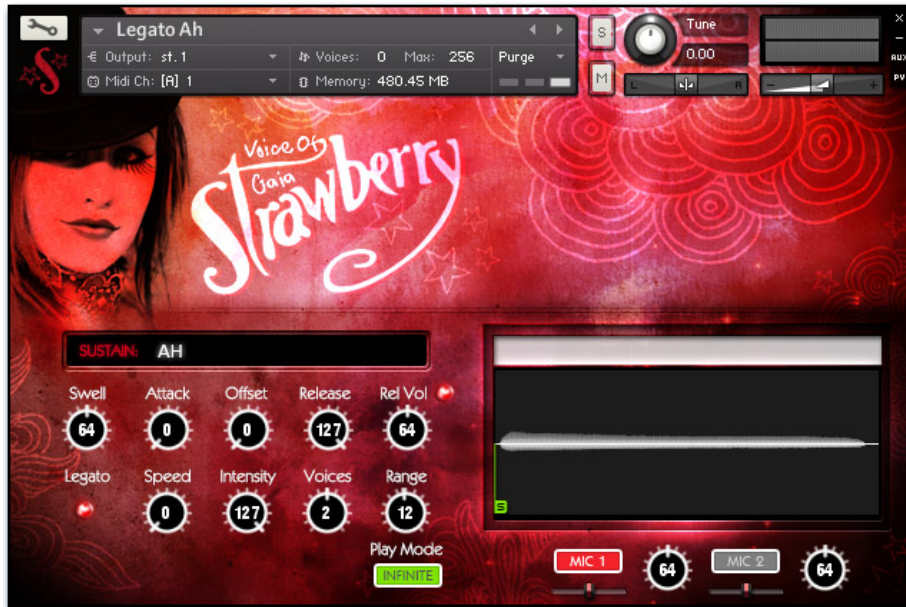 Legato Ah
Output: st.1 Voices: 0 Max: 256 Purge
Midi Ch: [A] 1 Memory: 480.45 MB
S
M
Tune
0.00
L R
- +
×
–
AUX
PV
Voice Of
Gaia
Strawberry
SUSTAIN: AH
Swell Attack Offset Release Rel Vol
64 0 0 127 64
Legato Speed Intensity Voices Range
0 127 2 12
Play Mode
INFINITE
S
MIC 1 64 MIC 2 64